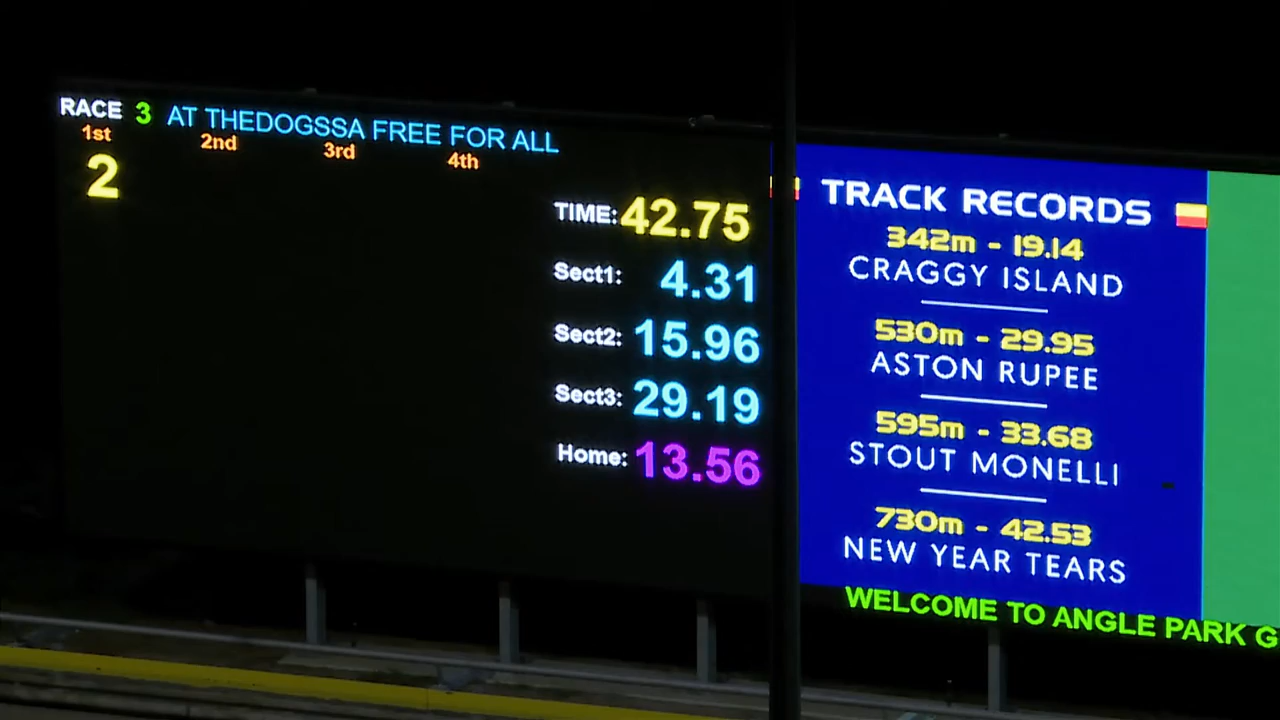 RACE 3 AT THEDOGSSA FREE FOR ALL
1st 2nd 3rd 4th
2
TIME: 42.75
Sect1: 4.31
Sect2: 15.96
Sect3: 29.19
Home: 13.56
TRACK RECORDS
342m - 19.14
CRAGGY ISLAND
530m - 29.95
ASTON RUPEE
595m - 33.68
STOUT MONELLI
730m - 42.53
NEW YEAR TEARS
WELCOME TO ANGLE PARK G